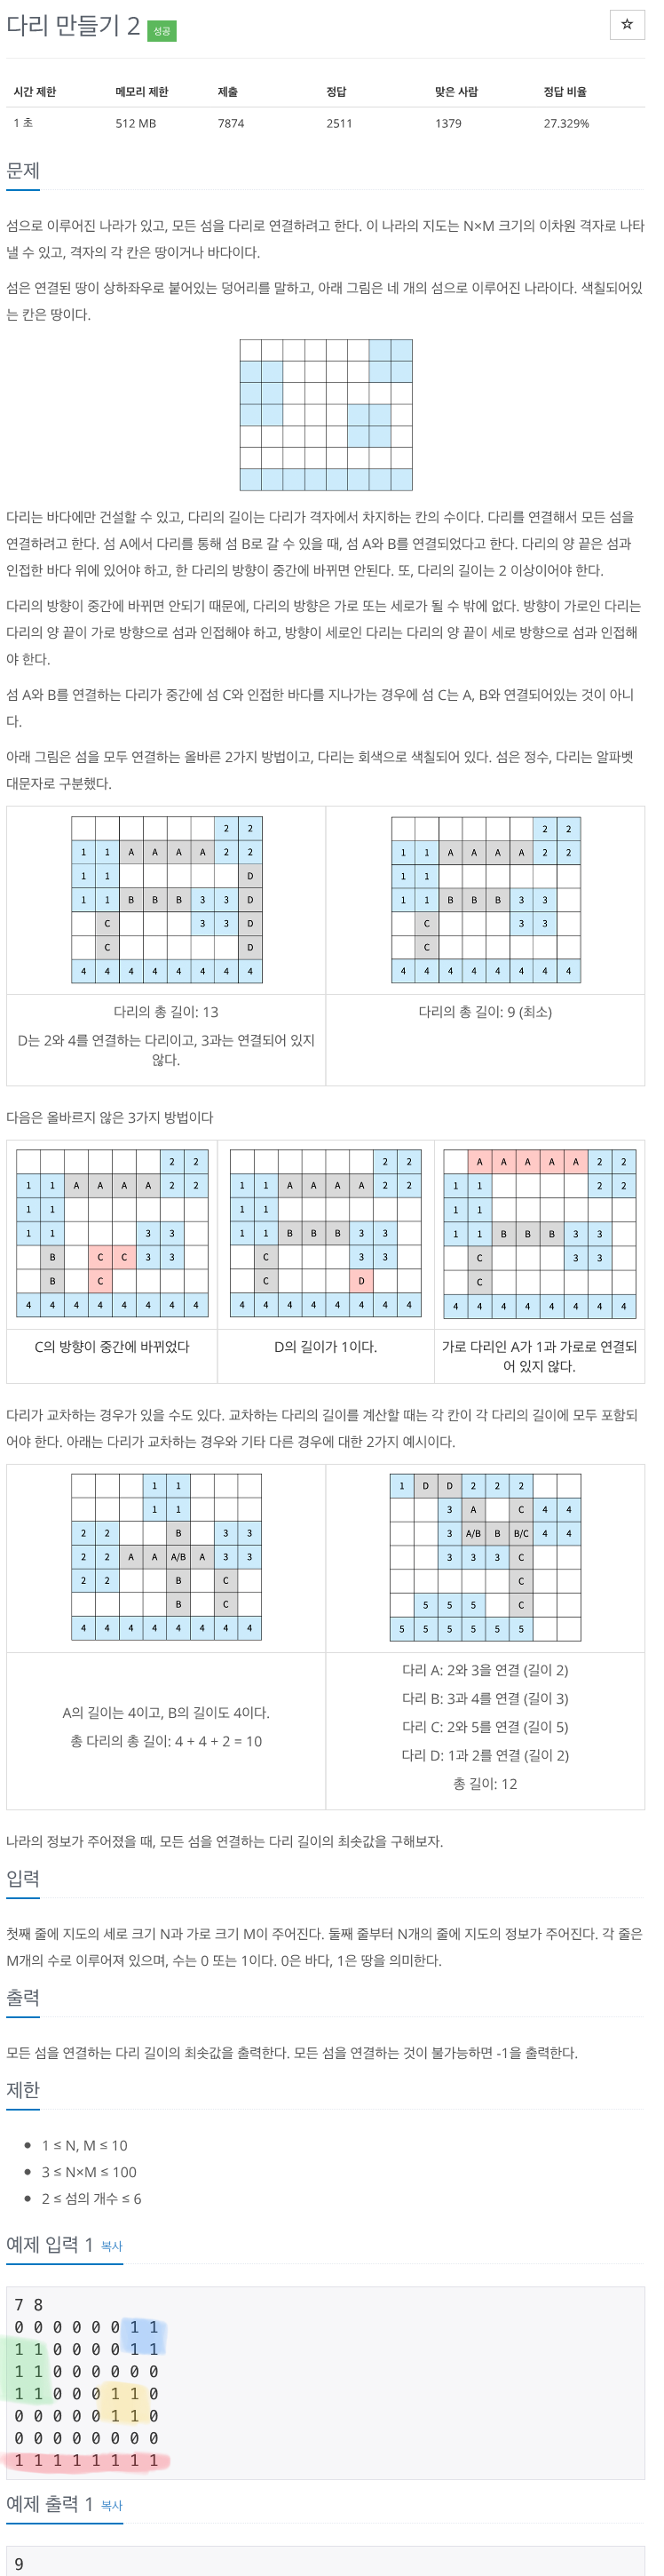 다리 만들기 2 성공
☆
시간 제한 메모리 제한 제출 정답 맞은 사람 정답 비율
1 초 512 MB 7874 2511 1379 27.329%
문제
섬으로 이루어진 나라가 있고, 모든 섬을 다리로 연결하려고 한다. 이 나라의 지도는 N×M 크기의 이차원 격자로 나타
낼 수 있고, 격자의 각 칸은 땅이거나 바다이다.
섬은 연결된 땅이 상하좌우로 붙어있는 덩어리를 말하고, 아래 그림은 네 개의 섬으로 이루어진 나라이다. 색칠되어있
는 칸은 땅이다.
다리는 바다에만 건설할 수 있고, 다리의 길이는 다리가 격자에서 차지하는 칸의 수이다. 다리를 연결해서 모든 섬을
연결하려고 한다. 섬 A에서 다리를 통해 섬 B로 갈 수 있을 때, 섬 A와 B를 연결되었다고 한다. 다리의 양 끝은 섬과
인접한 바다 위에 있어야 하고, 한 다리의 방향이 중간에 바뀌면 안된다. 또, 다리의 길이는 2 이상이어야 한다.
다리의 방향이 중간에 바뀌면 안되기 때문에, 다리의 방향은 가로 또는 세로가 될 수 밖에 없다. 방향이 가로인 다리는
다리의 양 끝이 가로 방향으로 섬과 인접해야 하고, 방향이 세로인 다리는 다리의 양 끝이 세로 방향으로 섬과 인접해
야 한다.
섬 A와 B를 연결하는 다리가 중간에 섬 C와 인접한 바다를 지나가는 경우에 섬 C는 A, B와 연결되어있는 것이 아니
다.
아래 그림은 섬을 모두 연결하는 올바른 2가지 방법이고, 다리는 회색으로 색칠되어 있다. 섬은 정수, 다리는 알파벳
대문자로 구분했다.
2 2
1 1 A A A A 2 2
1 1 D
1 1 B B B 3 3 D
C 3 3 D
C D
4 4 4 4 4 4 4 4
다리의 총 길이: 13
D는 2와 4를 연결하는 다리이고, 3과는 연결되어 있지
않다.
2 2
1 1 A A A A 2 2
1 1
1 1 B B B 3 3
C 3 3
C
4 4 4 4 4 4 4 4
다리의 총 길이: 9 (최소)
다음은 올바르지 않은 3가지 방법이다
2 2
1 1 A A A A 2 2
1 1
1 1 3 3
B C C 3 3
B C
4 4 4 4 4 4 4 4
C의 방향이 중간에 바뀌었다
2 2
1 1 A A A A 2 2
1 1
1 1 B B B 3 3
C 3 3
C D
4 4 4 4 4 4 4 4
D의 길이가 1이다.
A A A A A 2 2
1 1 2 2
1 1
1 1 B B B 3 3
C 3 3
C
4 4 4 4 4 4 4 4
가로 다리인 A가 1과 가로로 연결되
어 있지 않다.
다리가 교차하는 경우가 있을 수도 있다. 교차하는 다리의 길이를 계산할 때는 각 칸이 각 다리의 길이에 모두 포함되
어야 한다. 아래는 다리가 교차하는 경우와 기타 다른 경우에 대한 2가지 예시이다.
1 1
1 1
2 2 B 3 3
2 2 A A A/B A 3 3
2 2 B C
B C
4 4 4 4 4 4 4 4
A의 길이는 4이고, B의 길이도 4이다.
총 다리의 총 길이: 4 + 4 + 2 = 10
1 D D 2 2 2
3 A C 4 4
3 A/B B B/C 4 4
3 3 3 C
C
5 5 5 C
5 5 5 5 5 5
다리 A: 2와 3을 연결 (길이 2)
다리 B: 3과 4를 연결 (길이 3)
다리 C: 2와 5를 연결 (길이 5)
다리 D: 1과 2를 연결 (길이 2)
총 길이: 12
나라의 정보가 주어졌을 때, 모든 섬을 연결하는 다리 길이의 최솟값을 구해보자.
입력
첫째 줄에 지도의 세로 크기 N과 가로 크기 M이 주어진다. 둘째 줄부터 N개의 줄에 지도의 정보가 주어진다. 각 줄은
M개의 수로 이루어져 있으며, 수는 0 또는 1이다. 0은 바다, 1은 땅을 의미한다.
출력
모든 섬을 연결하는 다리 길이의 최솟값을 출력한다. 모든 섬을 연결하는 것이 불가능하면 -1을 출력한다.
제한
• 1 ≤ N, M ≤ 10
• 3 ≤ N×M ≤ 100
• 2 ≤ 섬의 개수 ≤ 6
예제 입력 1 복사
7 8
0 0 0 0 0 0 1 1
1 1 0 0 0 0 1 1
1 1 0 0 0 0 0 0
1 1 0 0 0 1 1 0
0 0 0 0 0 1 1 0
0 0 0 0 0 0 0 0
1 1 1 1 1 1 1 1
예제 출력 1 복사
9